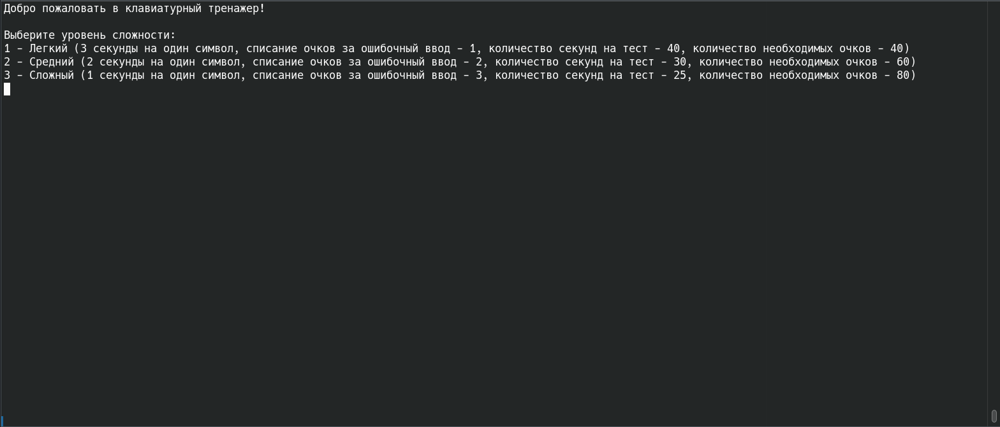 Добро пожаловать в клавиатурный тренажер!
Выберите уровень сложности:
1 - Легкий (3 секунды на один символ, списание очков за ошибочный ввод - 1, количество секунд на тест - 40, количество необходимых очков - 40)
2 - Средний (2 секунды на один символ, списание очков за ошибочный ввод - 2, количество секунд на тест - 30, количество необходимых очков - 60)
3 - Сложный (1 секунды на один символ, списание очков за ошибочный ввод - 3, количество секунд на тест - 25, количество необходимых очков - 80)